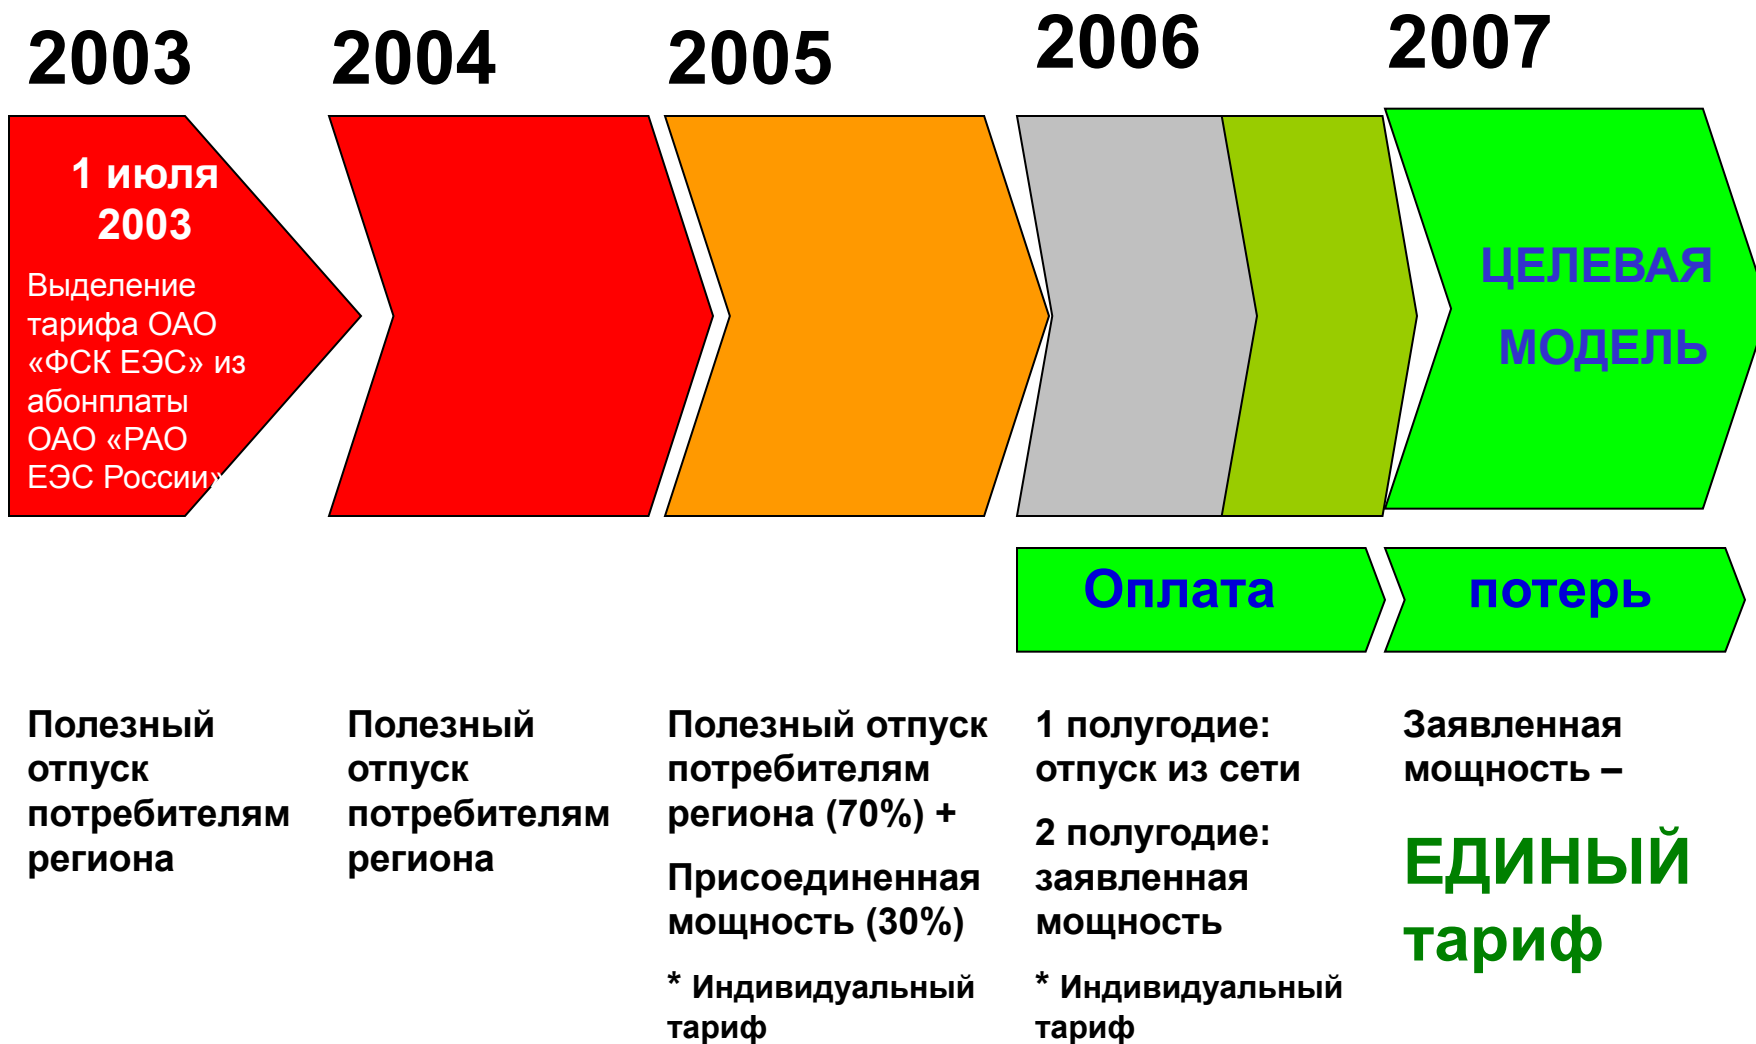 2003
2004
2005
2006
2007
1 июля
2003
Выделение
тарифа ОАО
«ФСК ЕЭС» из
абонплаты
ОАО «РАО
ЕЭС России»
ЦЕЛЕВАЯ
МОДЕЛЬ
Оплата
потерь
Полезный
отпуск
потребителям
региона
Полезный
отпуск
потребителям
региона
Полезный отпуск
потребителям
региона (70%) +
Присоединенная
мощность (30%)
* Индивидуальный
тариф
1 полугодие:
отпуск из сети
2 полугодие:
заявленная
мощность
* Индивидуальный
тариф
Заявленная
мощность –
ЕДИНЫЙ
тариф